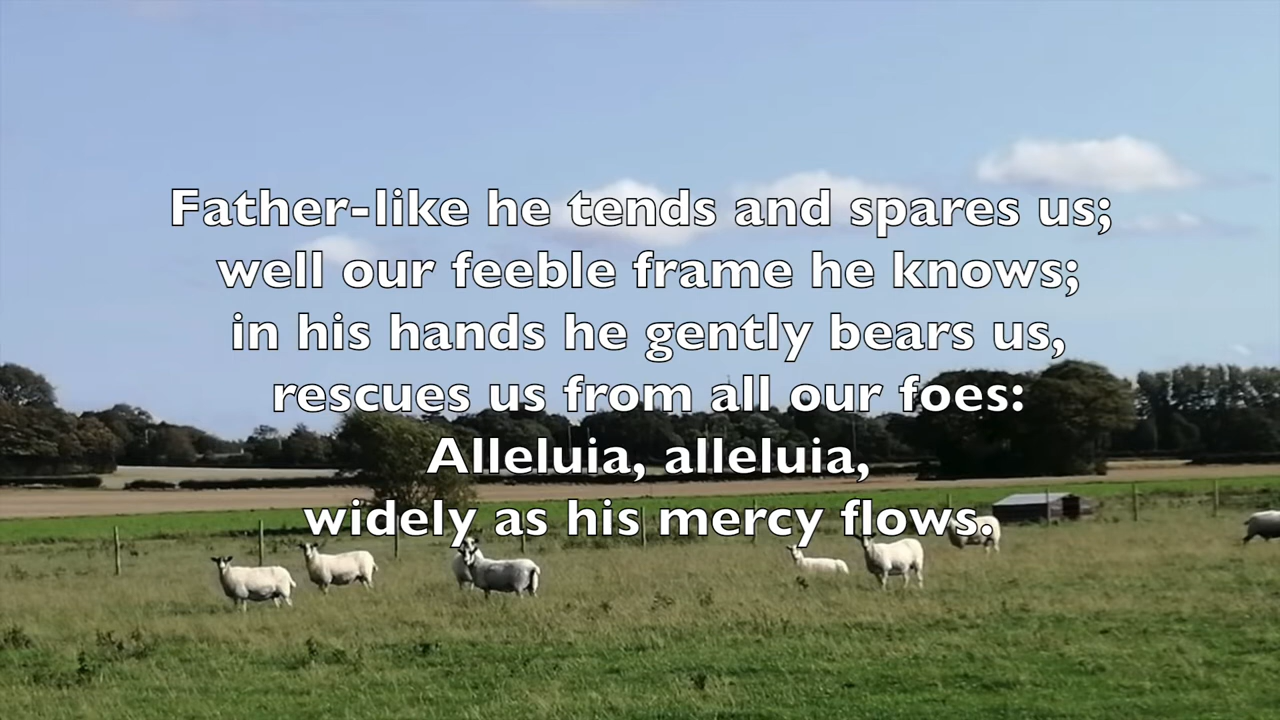 Father-like he tends and spares us;
well our feeble frame he knows;
in his hands he gently bears us,
rescues us from all our foes:
Alleluia, alleluia,
widely as his mercy flows.